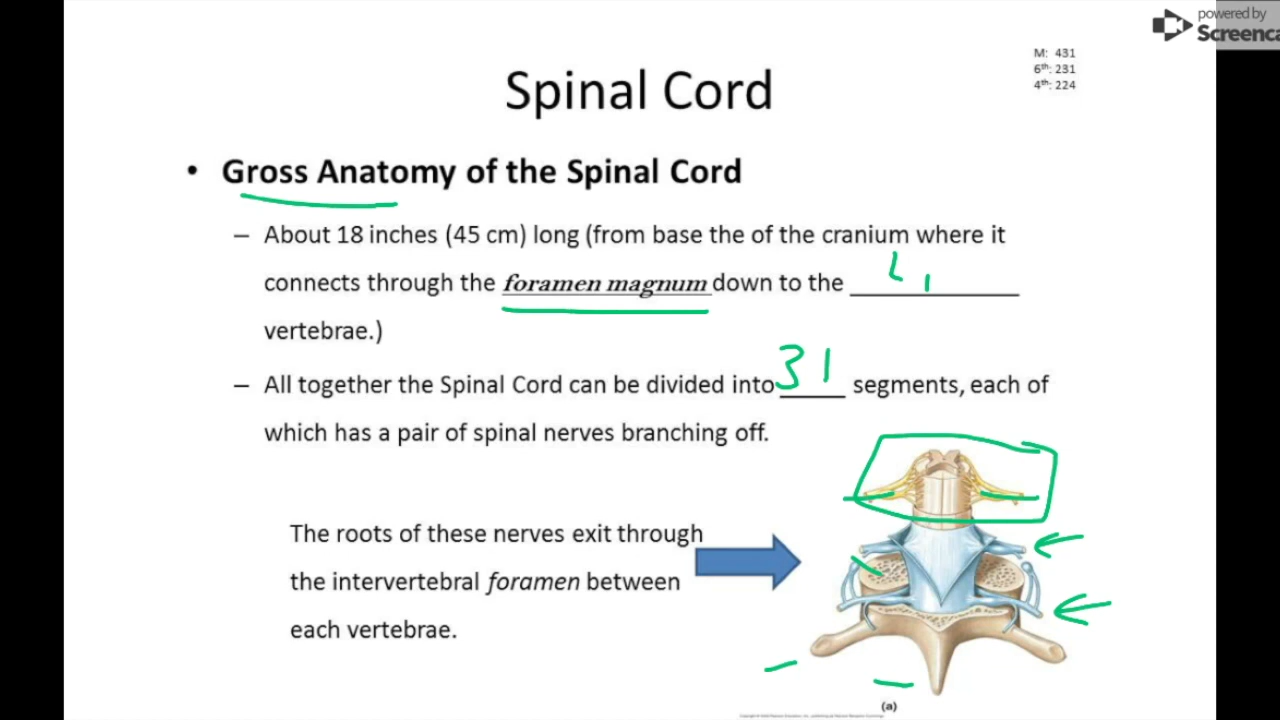 powered by
Screenca
M: 431
6th: 231
4th: 224
Spinal Cord
• Gross Anatomy of the Spinal Cord
– About 18 inches (45 cm) long (from base the of the cranium where it
connects through the foramen magnum down to the L1
vertebrae.)
– All together the Spinal Cord can be divided into 31 segments, each of
which has a pair of spinal nerves branching off.
The roots of these nerves exit through
the intervertebral foramen between
each vertebrae.
(a)